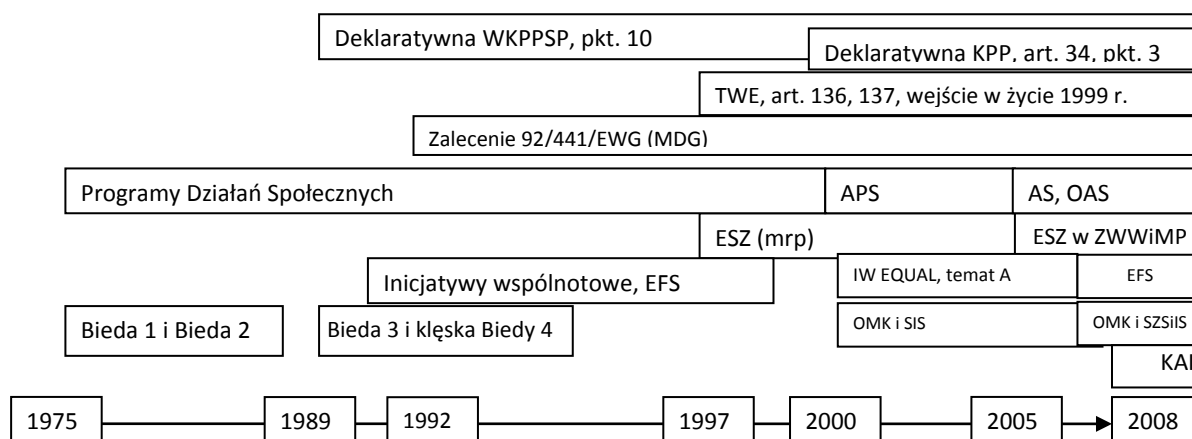 Deklaratywna WKPPSP, pkt. 10
Deklaratywna KPP, art. 34, pkt. 3
TWE, art. 136, 137, wejście w życie 1999 r.
Zalecenie 92/441/EWG (MDG)
Programy Działań Społecznych
APS
AS, OAS
ESZ (mrp)
ESZ w ZWWiMP
Inicjatywy wspólnotowe, EFS
IW EQUAL, temat A
EFS
Bieda 1 i Bieda 2
Bieda 3 i klęska Biedy 4
OMK i SIS
OMK i SZSiIS
1975
1989
1992
1997
2000
2005
2008